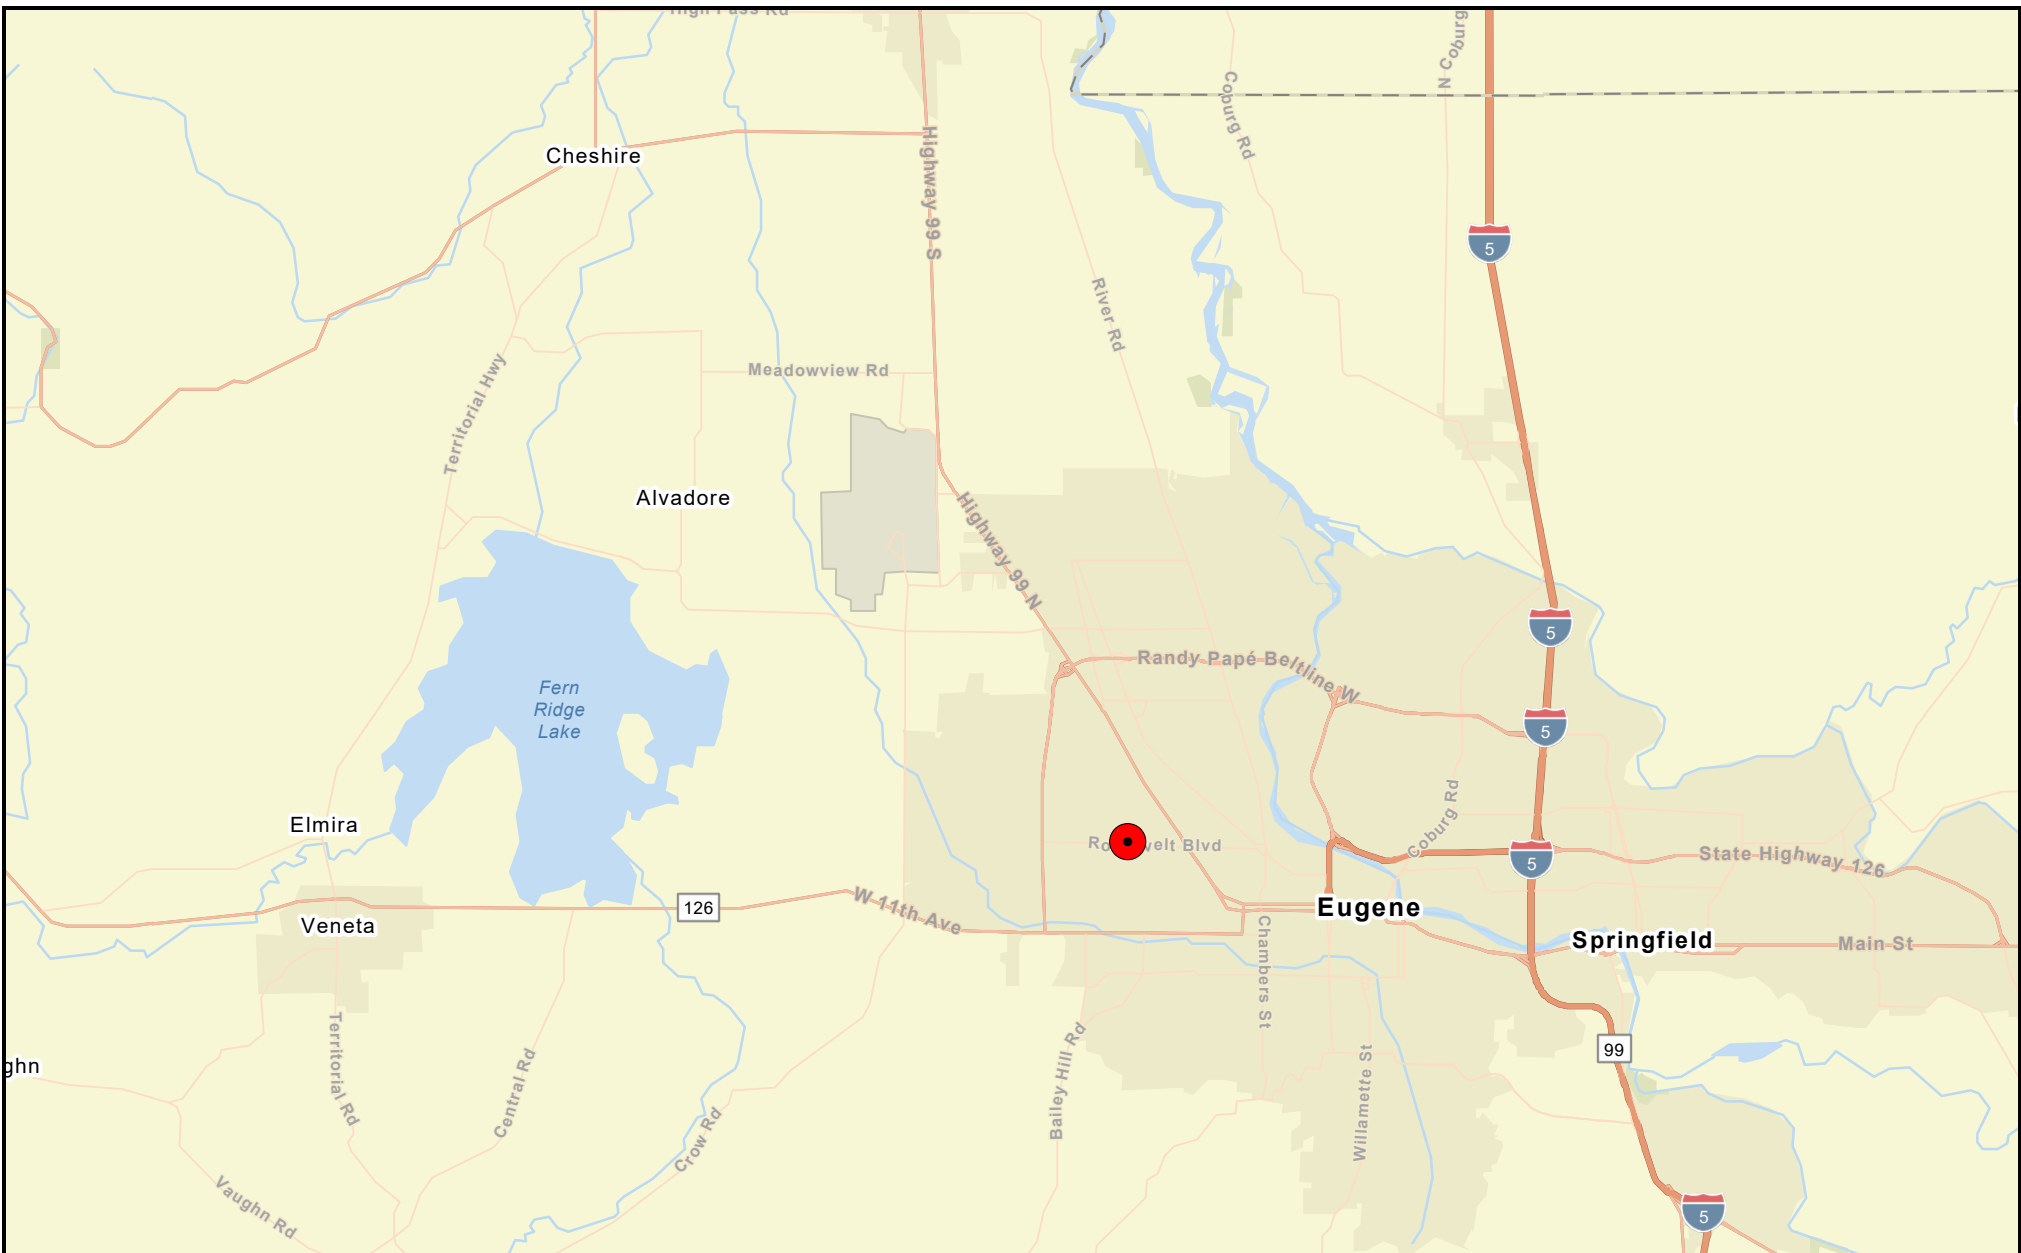 High Pass Rd
N Coburg
Coburg Rd
Cheshire
Highway 99 S
5
River Rd
Meadowview Rd
Territorial Hwy
Alvadore
Highway 99 N
5
Randy Papé Beltline W
Fern
Ridge
Lake
5
Elmira
Coburg Rd
Blvd
5
State Highway 126
126
W 11th Ave
Eugene
Veneta
Chambers St
Springfield
Main St
Territorial Rd
Central Rd
Bailey Hill Rd
Willamette St
99
ghn
Crow Rd
Vaughn Rd
5